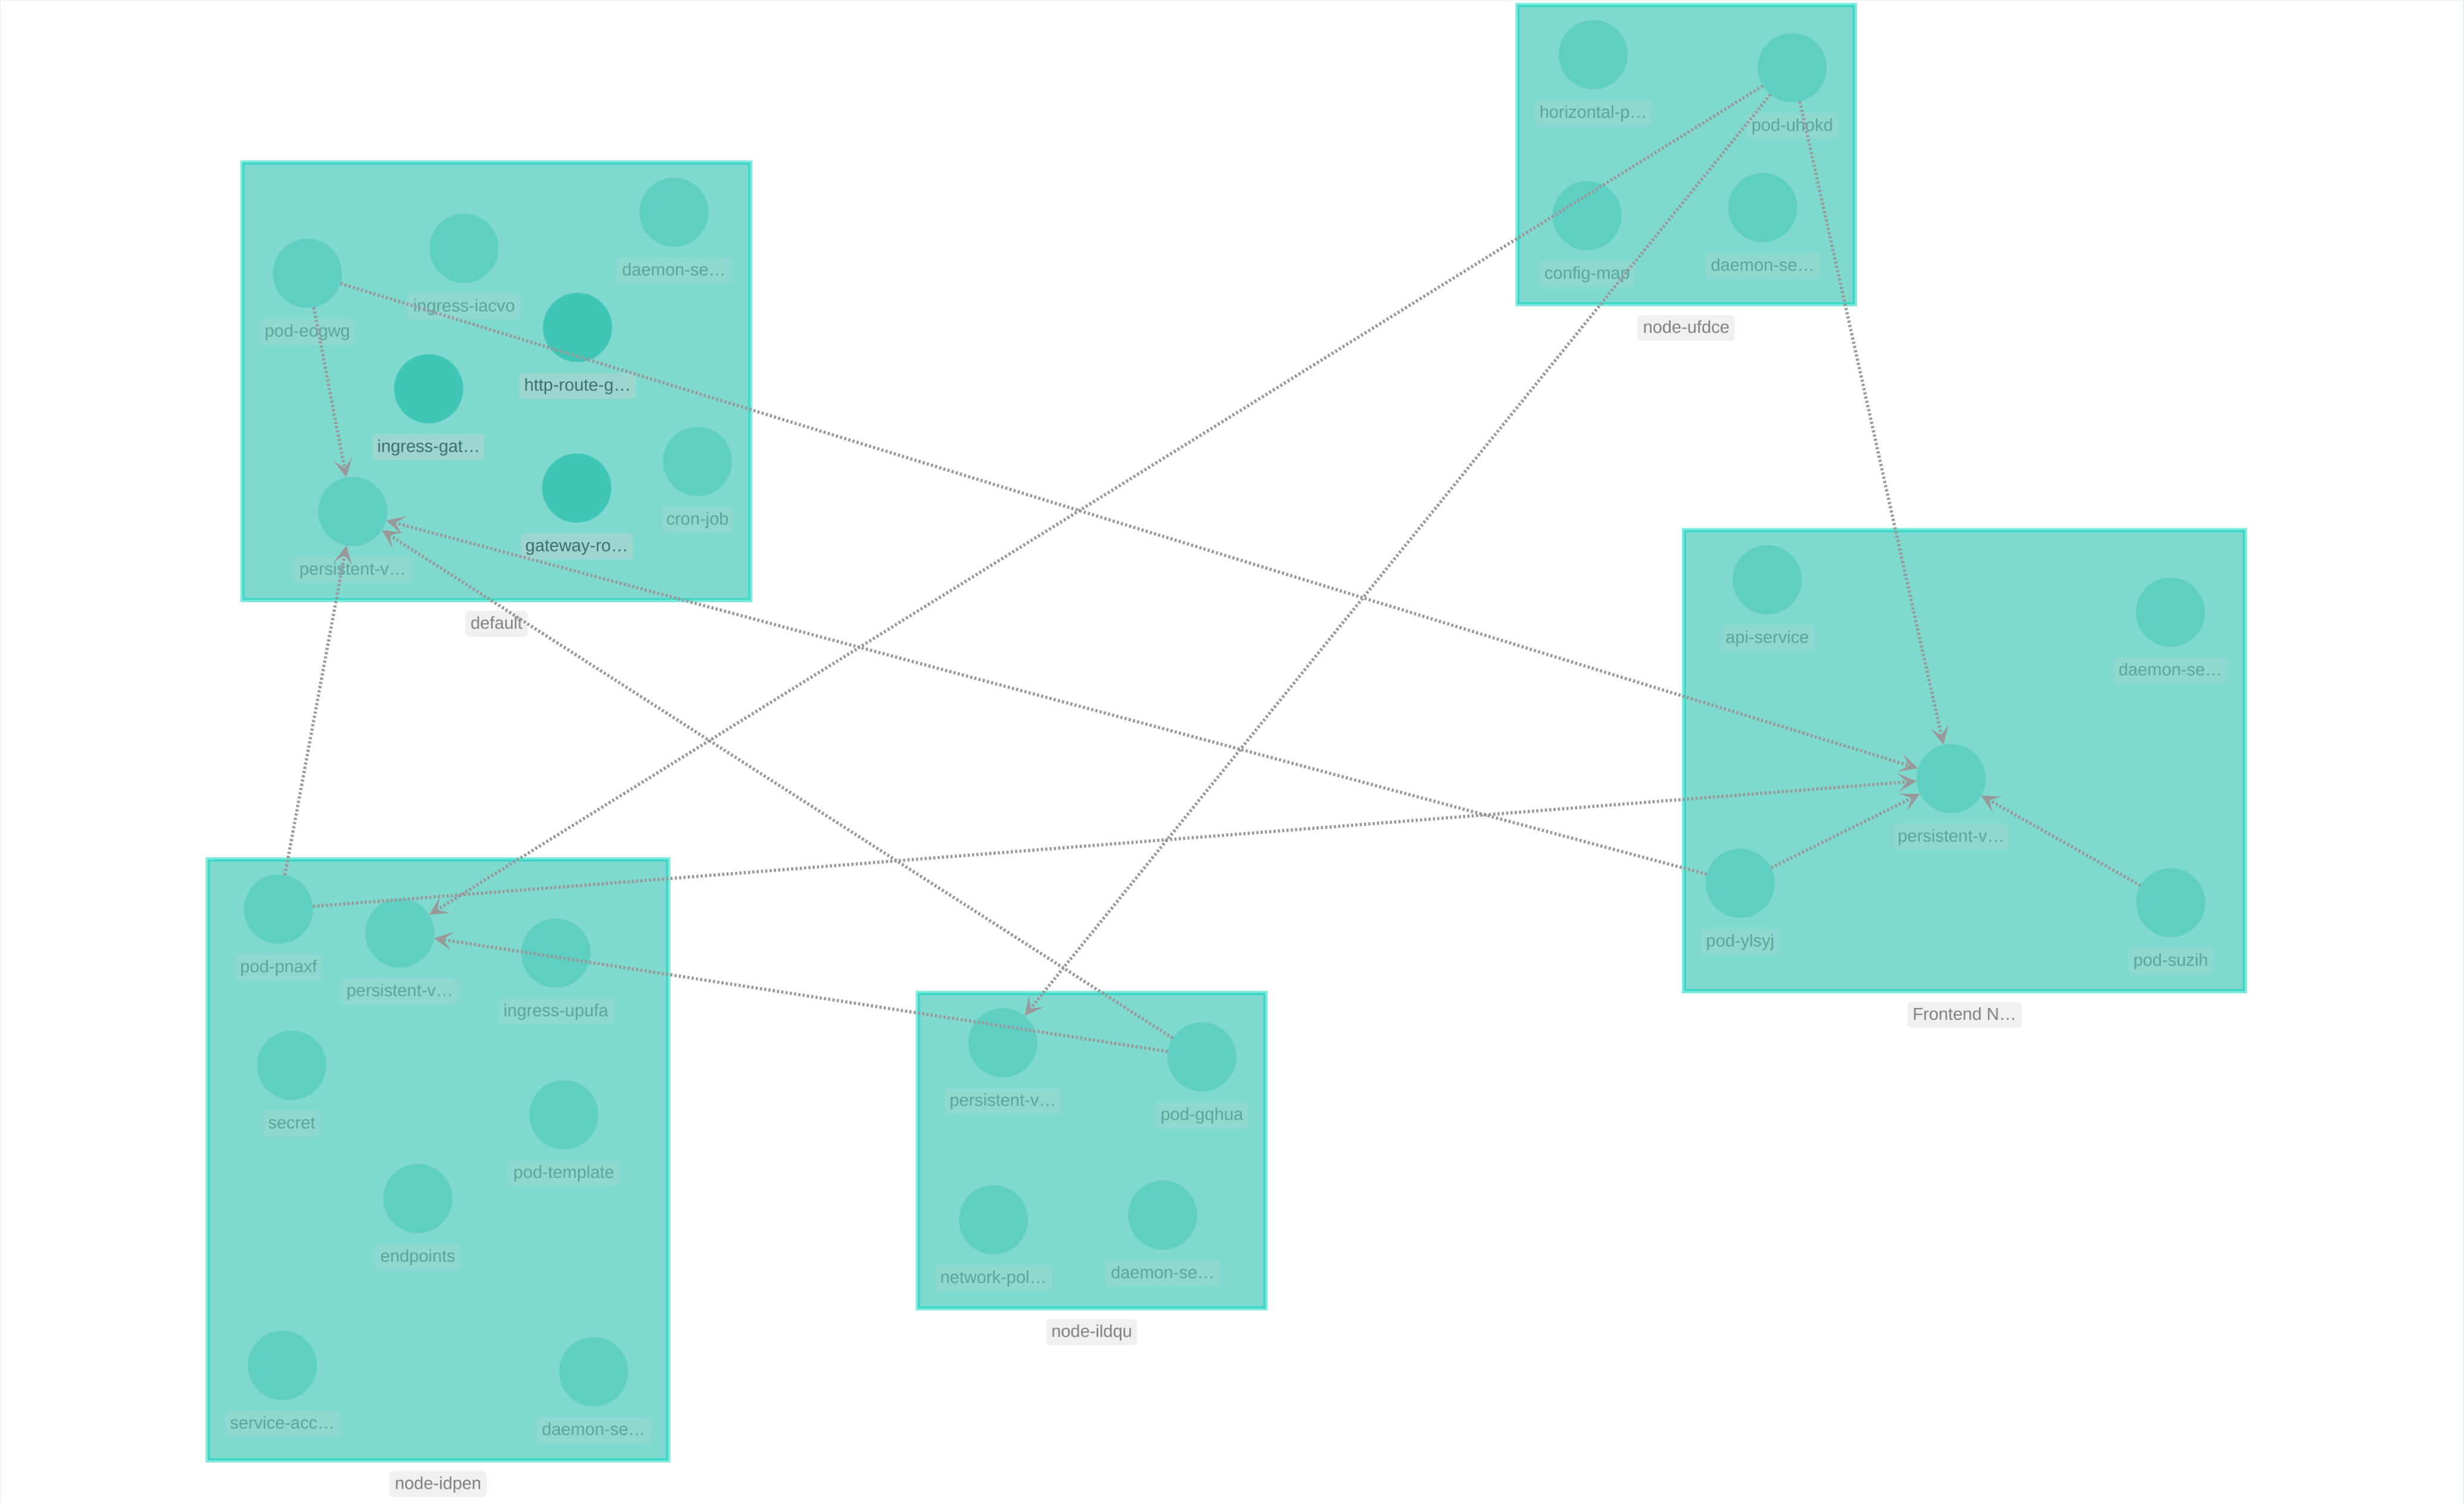 horizontal-p…
pod-uhokd
config-map
daemon-se…
node-ufdce
daemon-se…
ingress-iacvo
pod-eogwg
http-route-g…
ingress-gat…
cron-job
gateway-ro…
persistent-v…
default
api-service
daemon-se…
persistent-v…
pod-ylsyj
pod-suzih
Frontend N…
pod-pnaxf
persistent-v…
ingress-upufa
secret
pod-template
endpoints
service-acc…
daemon-se…
node-idpen
persistent-v…
pod-gqhua
network-pol…
daemon-se…
node-ildqu